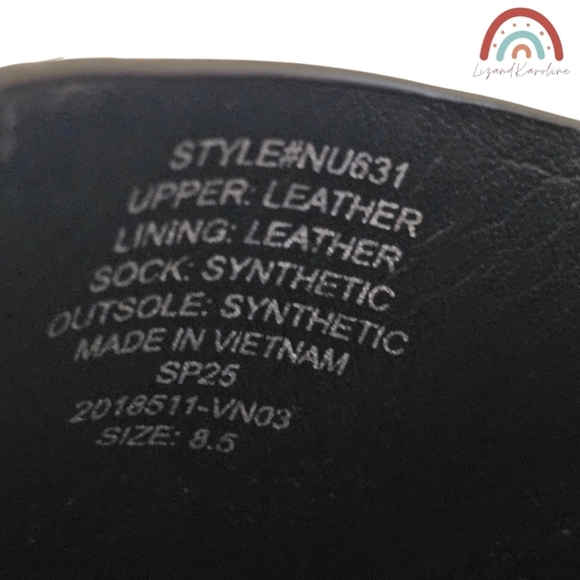 LizandKaroline
STYLE#NU631
UPPER: LEATHER
LINING: LEATHER
SOCK: SYNTHETIC
OUTSOLE: SYNTHETIC
MADE IN VIETNAM
SP25
2018511-VN03
SIZE: 8.5